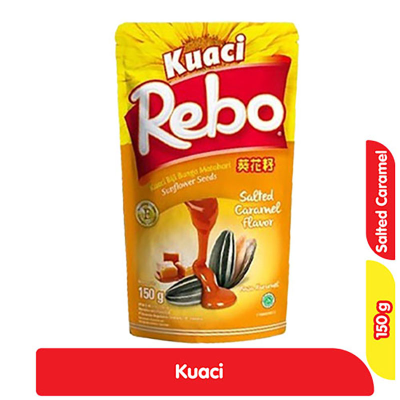 Kuaci
Rebo
Kuaci Biji Bunga Matahari
Sunflower Seeds
葵花籽
Salted
Caramel
Flavor
150 g
Salted Caramel
150 g
Kuaci